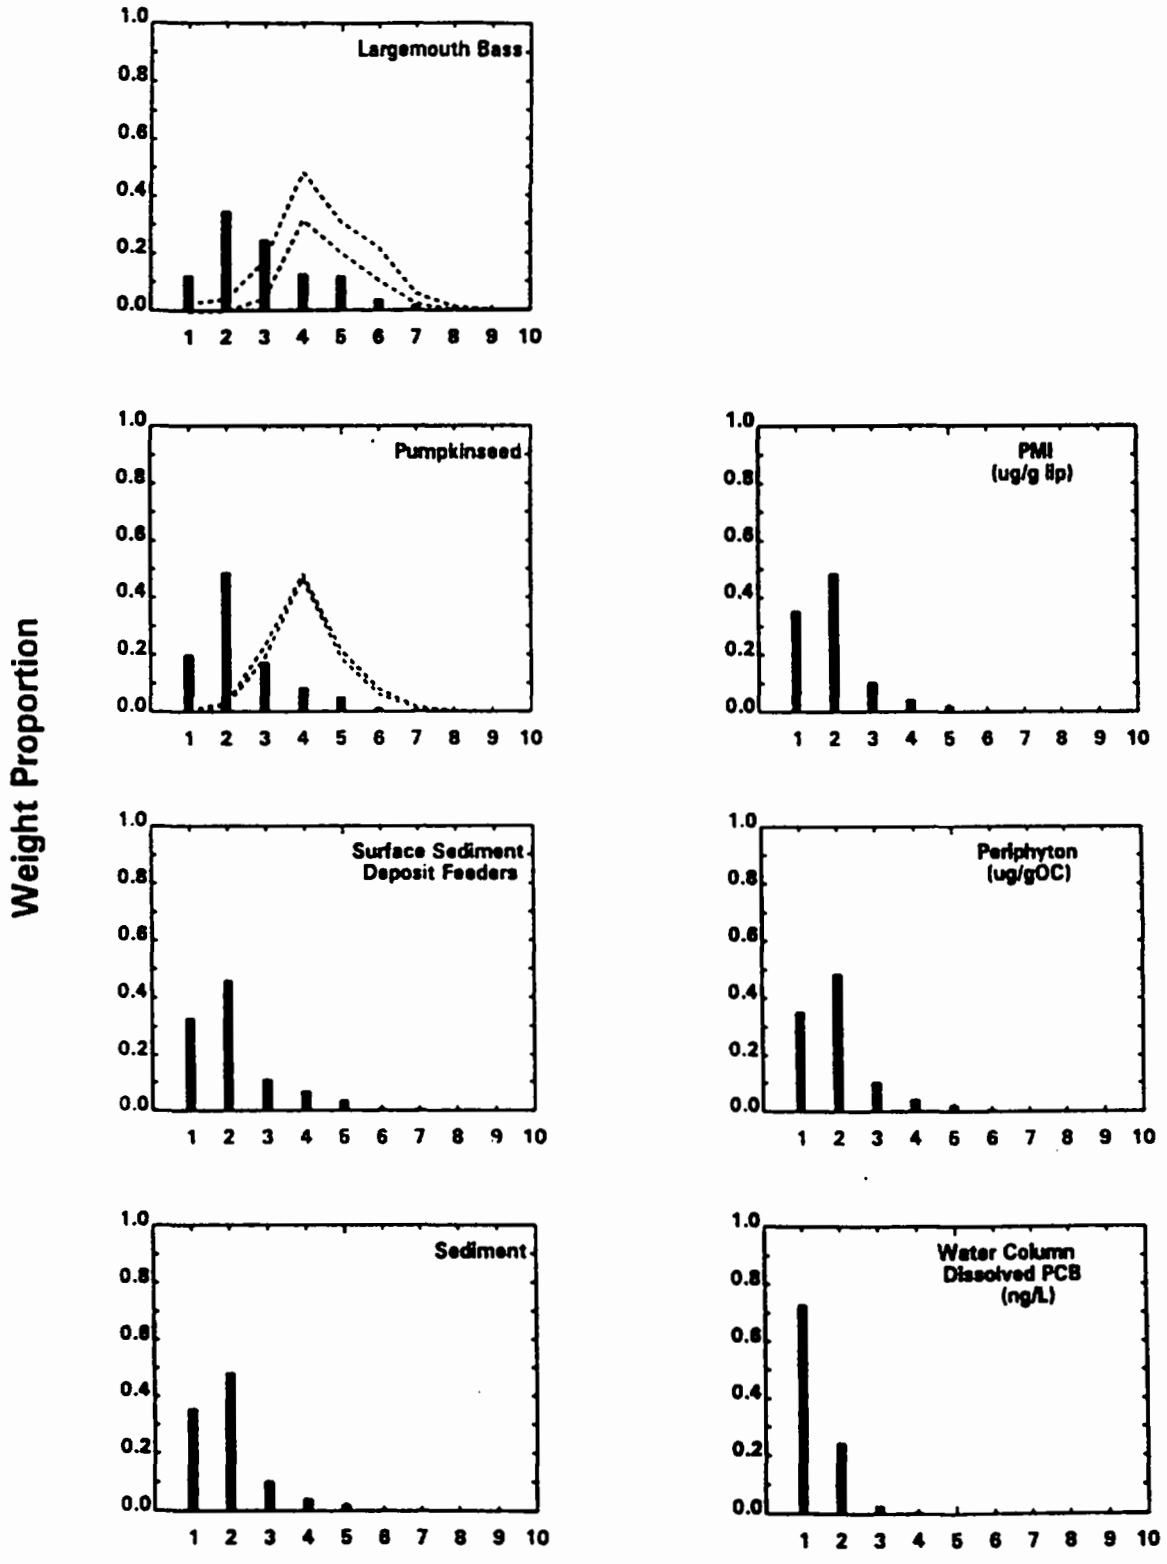 Weight Proportion
1.0
Largemouth Bass
0.8
0.6
0.4
0.2
0.0
1 2 3 4 5 6 7 8 9 10
1.0
Pumpkinseed
0.8
0.6
0.4
0.2
0.0
1 2 3 4 5 6 7 8 9 10
1.0
PMI
(ug/g lip)
0.8
0.6
0.4
0.2
0.0
1 2 3 4 5 6 7 8 9 10
1.0
Surface Sediment
Deposit Feeders
0.8
0.6
0.4
0.2
0.0
1 2 3 4 5 6 7 8 9 10
1.0
Periphyton
(ug/gOC)
0.8
0.6
0.4
0.2
0.0
1 2 3 4 5 6 7 8 9 10
1.0
Sediment
0.8
0.6
0.4
0.2
0.0
1 2 3 4 5 6 7 8 9 10
1.0
Water Column
Dissolved PCB
(ng/L)
0.8
0.6
0.4
0.2
0.0
1 2 3 4 5 6 7 8 9 10